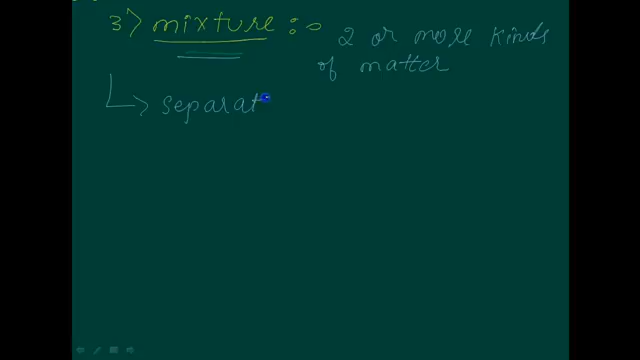 3> mixture :-
2 or more kinds
of matter
↳ separat